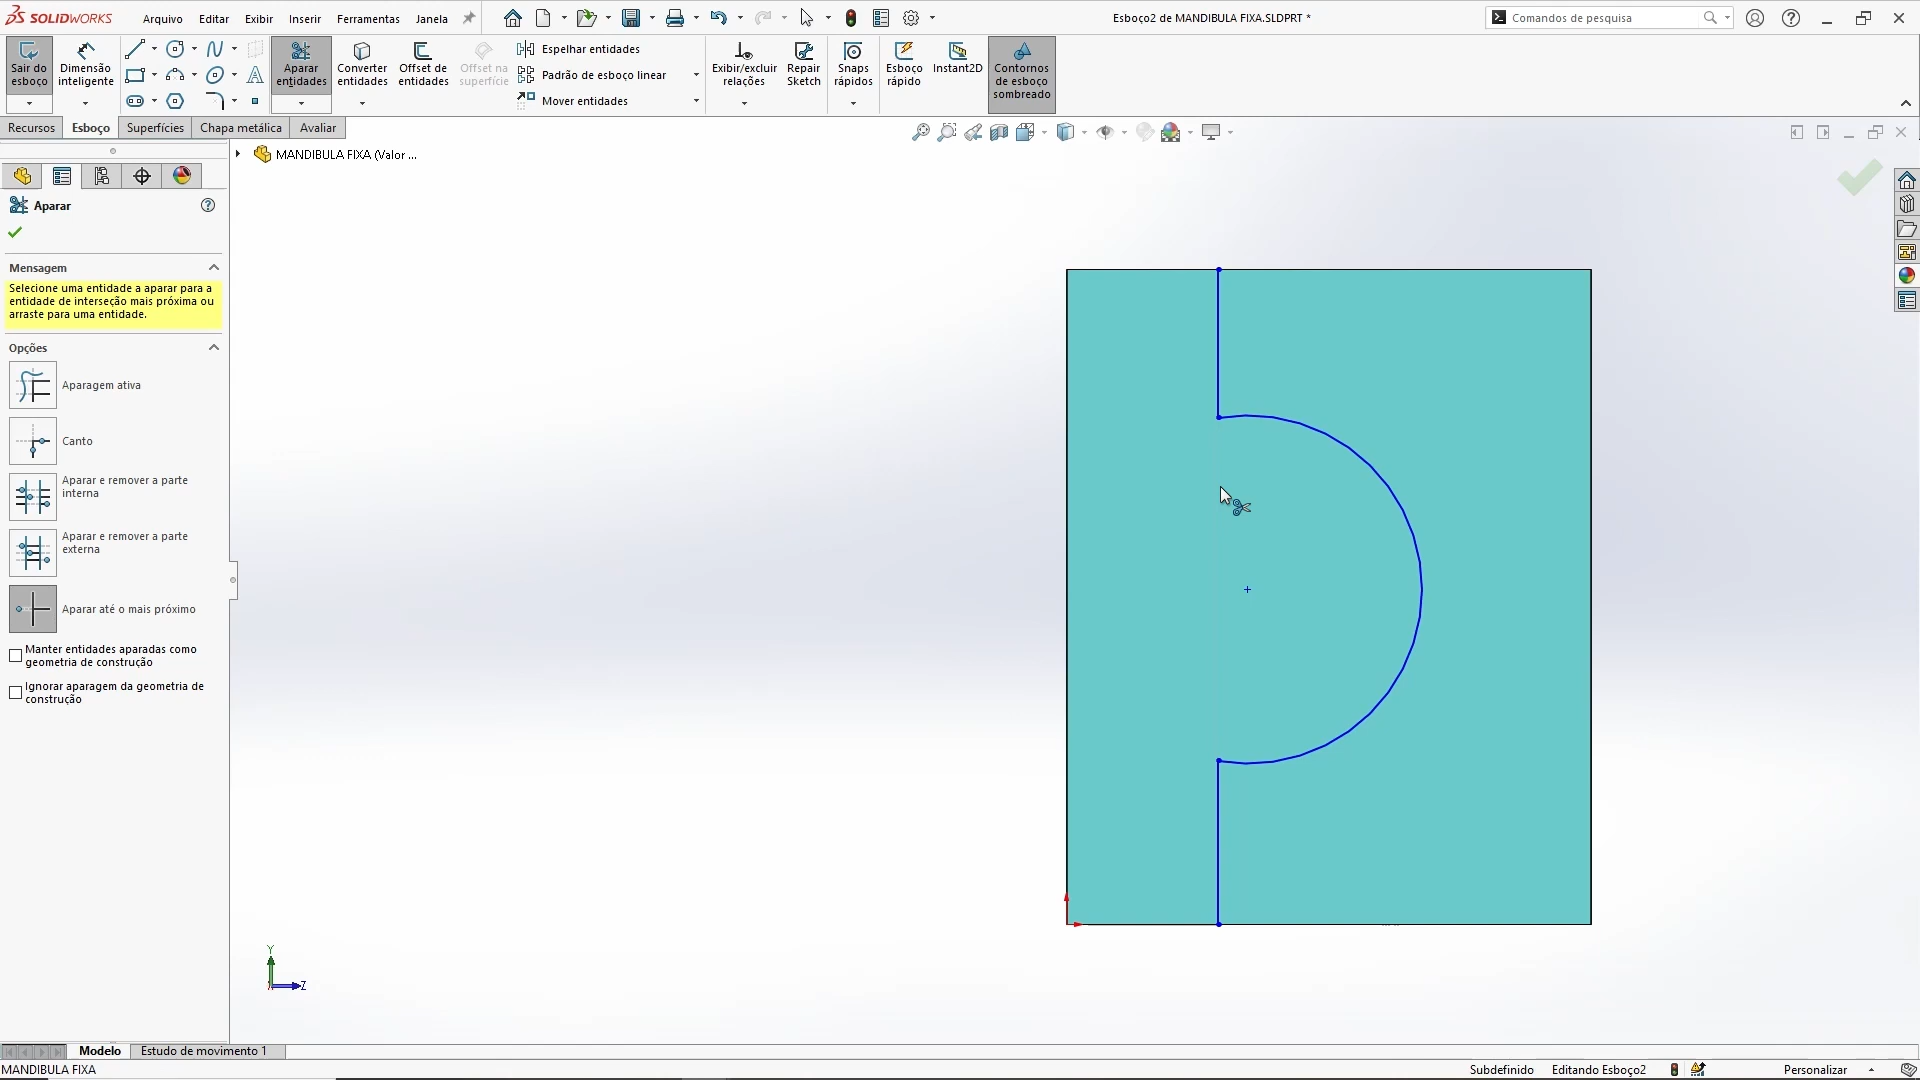 SOLIDWORKS
Arquivo Editar Exibir Inserir Ferramentas Janela
Esboço2 de MANDIBULA FIXA.SLDPRT *
Comandos de pesquisa
Sair do esboço
Dimensão inteligente
Aparar entidades
Converter entidades
Offset de entidades
Offset na superfície
Espelhar entidades
Padrão de esboço linear
Mover entidades
Exibir/excluir relações
Repair Sketch
Snaps rápidos
Esboço rápido
Instant2D
Contornos de esboço sombreado
Recursos Esboço Superfícies Chapa metálica Avaliar
MANDIBULA FIXA (Valor ...
Aparar
Mensagem
Selecione uma entidade a aparar para a
entidade de interseção mais próxima ou
arraste para uma entidade.
Opções
Aparagem ativa
Canto
Aparar e remover a parte
interna
Aparar e remover a parte
externa
Aparar até o mais próximo
Manter entidades aparadas como
geometria de construção
Ignorar aparagem da geometria de
construção
Y
Z
Modelo Estudo de movimento 1
MANDIBULA FIXA
Subdefinido Editando Esboço2 Personalizar